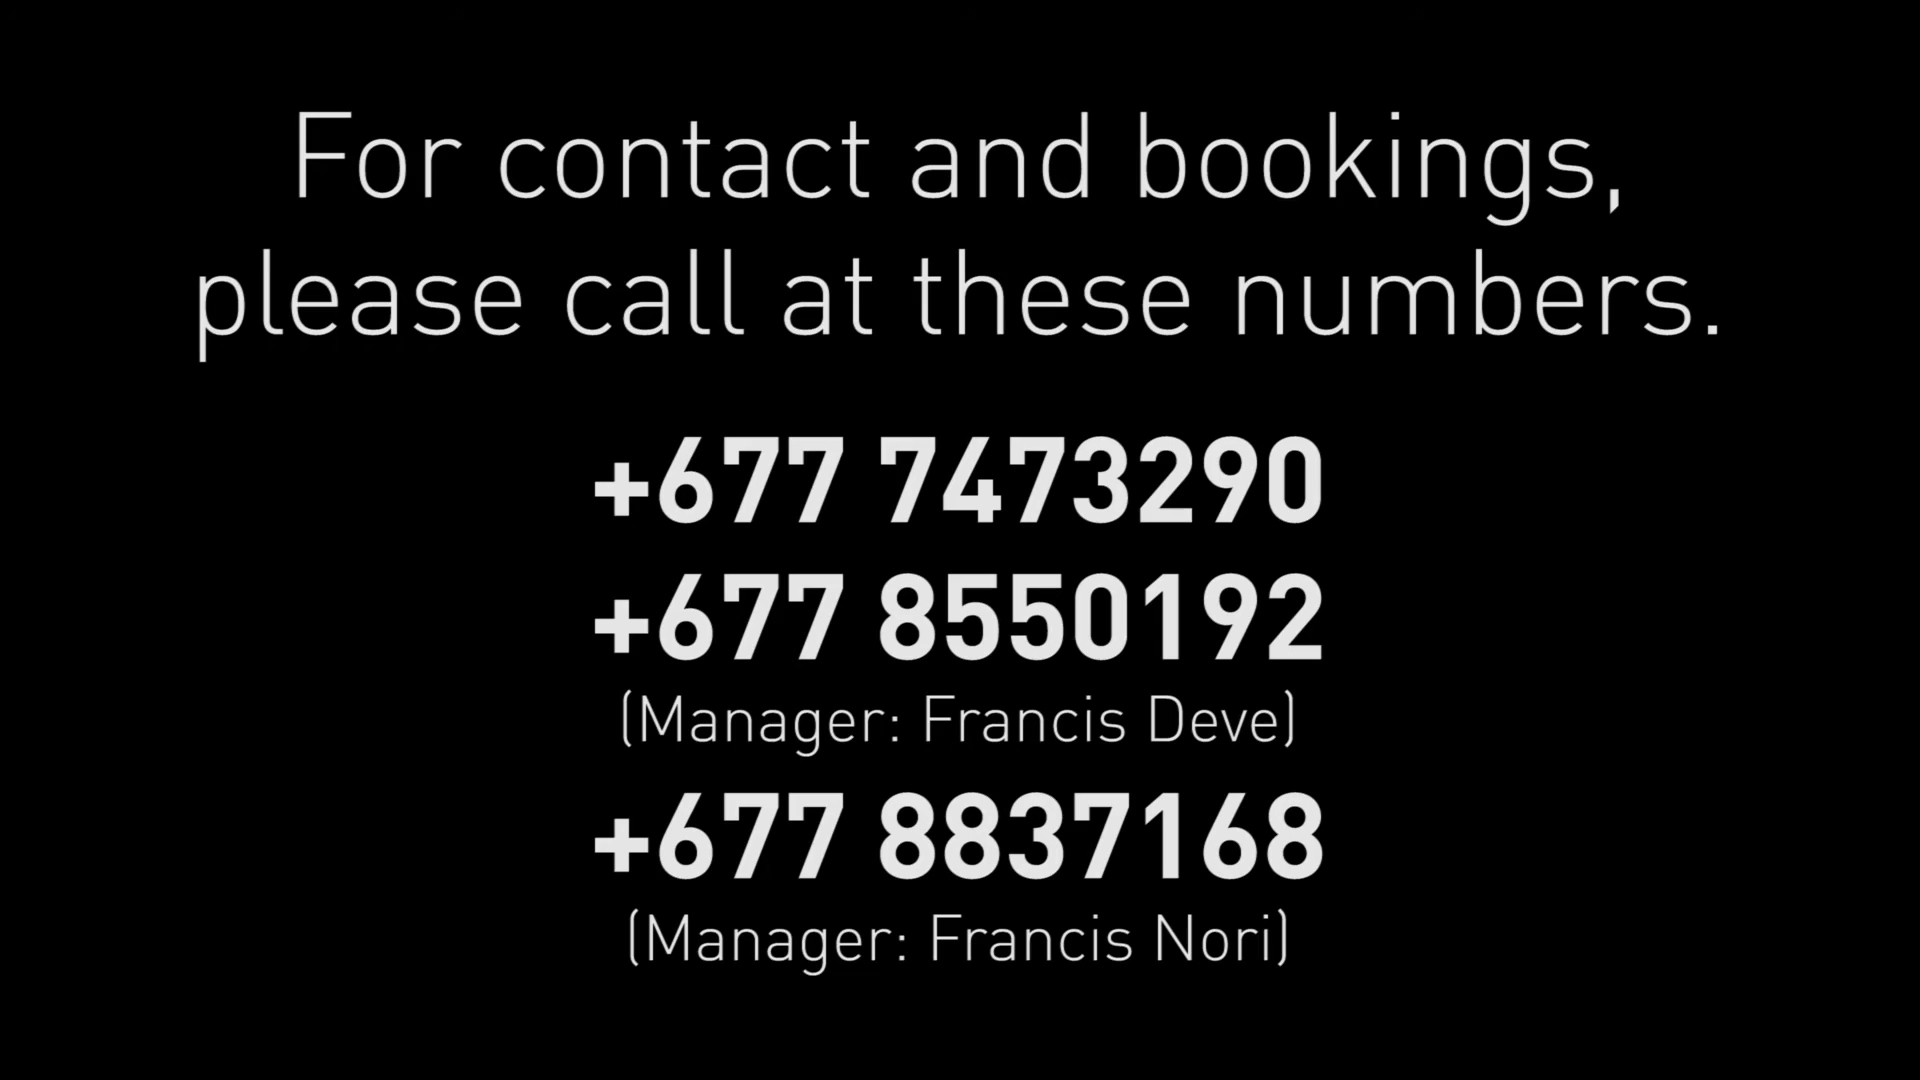 For contact and bookings,
please call at these numbers.
+677 7473290
+677 8550192
(Manager: Francis Deve)
+677 8837168
(Manager: Francis Nori)